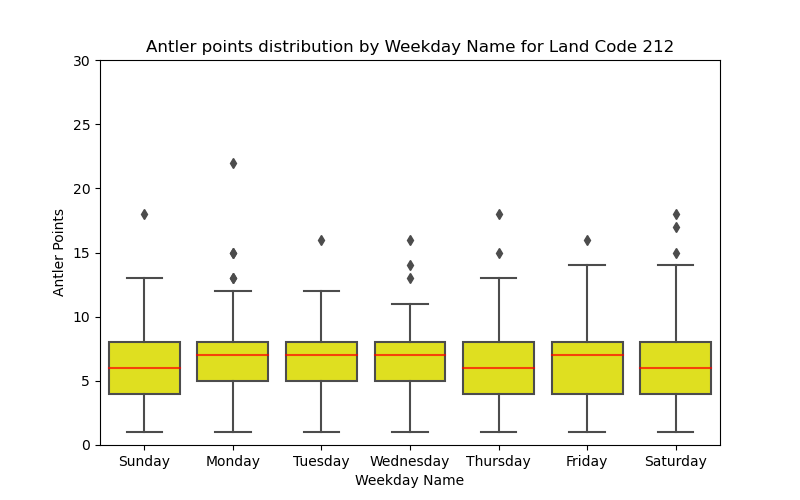 Antler points distribution by Weekday Name for Land Code 212
30
25
20
15
10
5
0
Antler Points
Sunday Monday Tuesday Wednesday Thursday Friday Saturday
Weekday Name